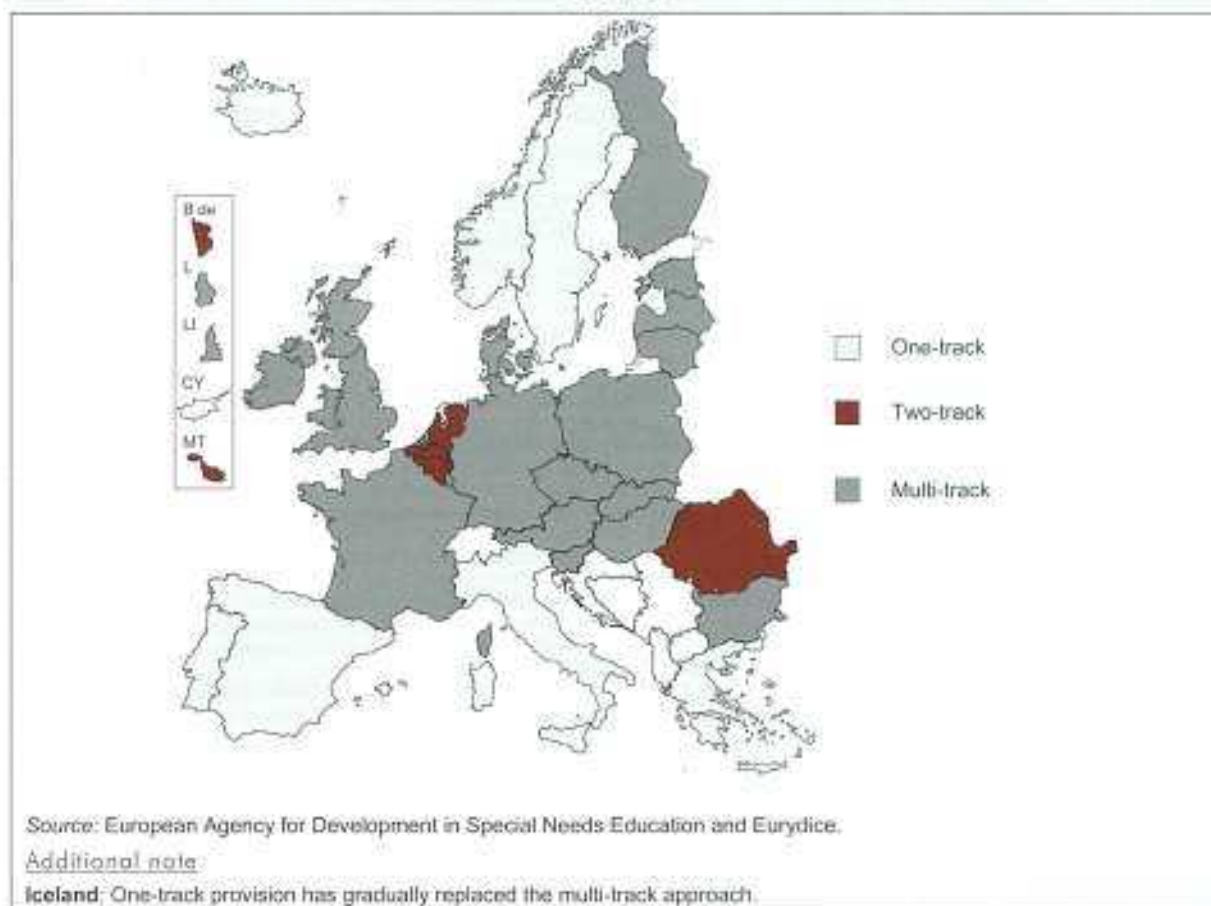 B de
L
LI
CY
MT
One-track
Two-track
Multi-track
Source: European Agency for Development in Special Needs Education and Eurydice.
Additional note
Iceland: One-track provision has gradually replaced the multi-track approach.